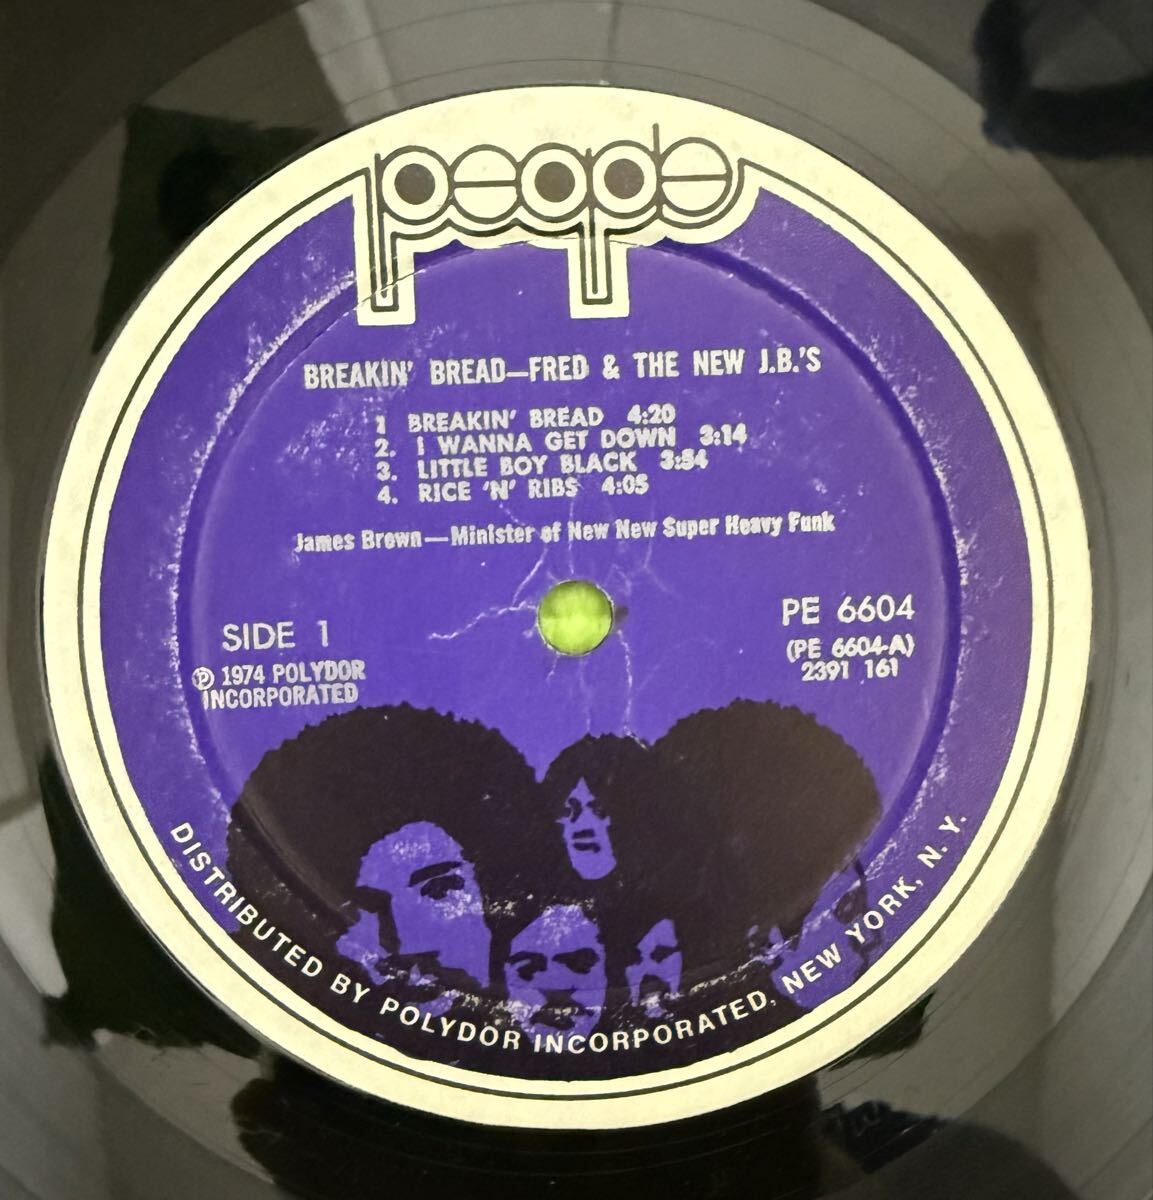 people
BREAKIN' BREAD—FRED & THE NEW J.B.'S
1 BREAKIN' BREAD 4:20
2. I WANNA GET DOWN 3:14
3. LITTLE BOY BLACK 3:54
4. RICE 'N' RIBS 4:05
James Brown—Minister of New New Super Heavy Funk
SIDE 1
Ⓟ 1974 POLYDOR
INCORPORATED
PE 6604
(PE 6604-A)
2391 161
DISTRIBUTED BY POLYDOR INCORPORATED, NEW YORK, N. Y.